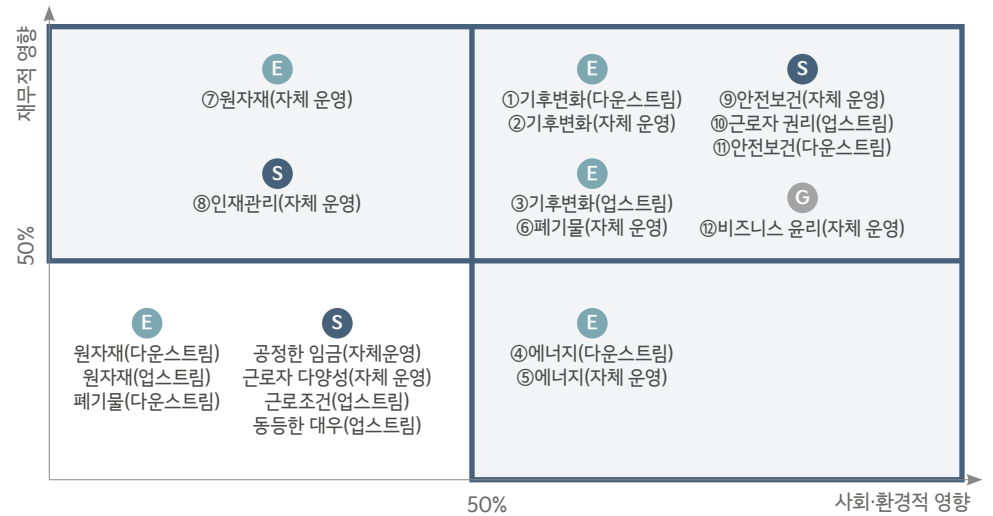 재무적 영향
50%
E
⑦원자재(자체 운영)
S
⑧인재관리(자체 운영)
E
①기후변화(다운스트림)
②기후변화(자체 운영)
E
③기후변화(업스트림)
⑥폐기물(자체 운영)
S
⑨안전보건(자체 운영)
⑩근로자 권리(업스트림)
⑪안전보건(다운스트림)
G
⑫비즈니스 윤리(자체 운영)
E
원자재(다운스트림)
원자재(업스트림)
폐기물(다운스트림)
S
공정한 임금(자체운영)
근로자 다양성(자체 운영)
근로조건(업스트림)
동등한 대우(업스트림)
E
④에너지(다운스트림)
⑤에너지(자체 운영)
50%
사회·환경적 영향